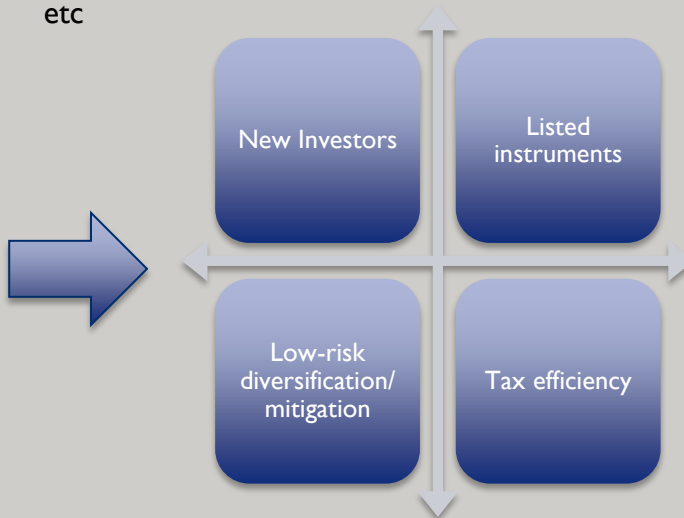 etc
New Investors
Listed
instruments
Low-risk
diversification/
mitigation
Tax efficiency